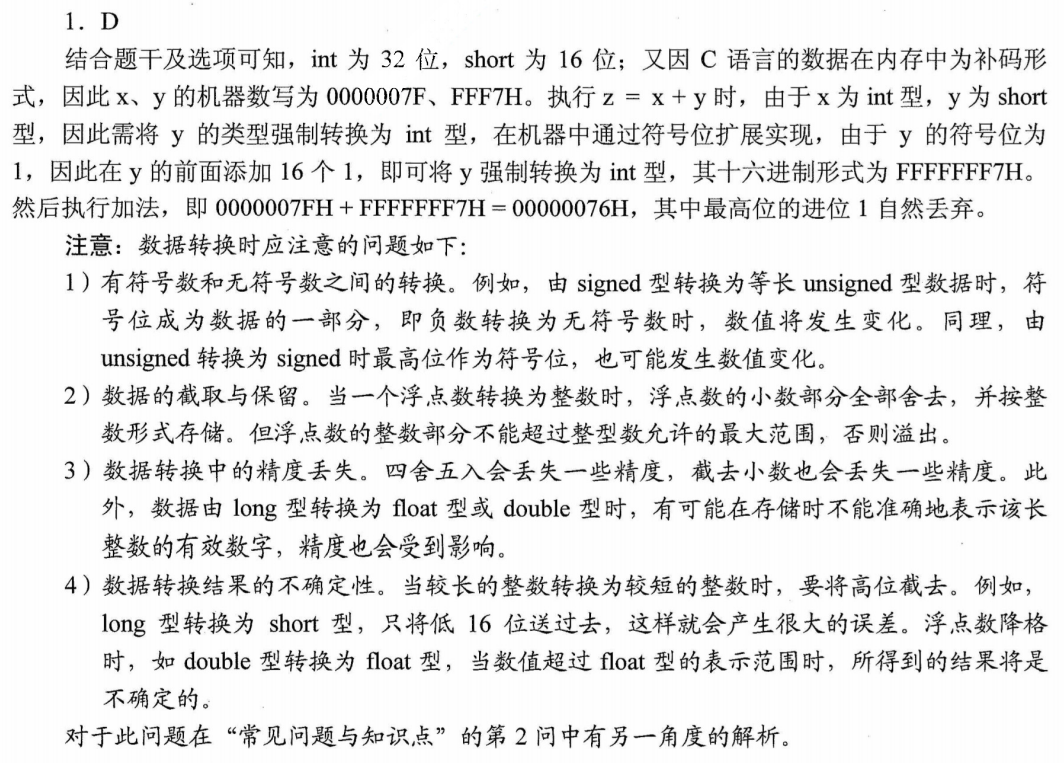 1．D
结合题干及选项可知，int 为 32 位，short 为 16 位；又因 C 语言的数据在内存中为补码形
式，因此 x、y 的机器数写为 0000007F、FFF7H。执行 z = x + y 时，由于 x 为 int 型，y 为 short
型，因此需将 y 的类型强制转换为 int 型，在机器中通过符号位扩展实现，由于 y 的符号位为
1，因此在 y 的前面添加 16 个 1，即可将 y 强制转换为 int 型，其十六进制形式为 FFFFFFF7H。
然后执行加法，即 0000007FH + FFFFFFF7H = 00000076H，其中最高位的进位 1 自然丢弃。
注意：数据转换时应注意的问题如下：
1）有符号数和无符号数之间的转换。例如，由 signed 型转换为等长 unsigned 型数据时，符
号位成为数据的一部分，即负数转换为无符号数时，数值将发生变化。同理，由
unsigned 转换为 signed 时最高位作为符号位，也可能发生数值变化。
2）数据的截取与保留。当一个浮点数转换为整数时，浮点数的小数部分全部舍去，并按整
数形式存储。但浮点数的整数部分不能超过整型数允许的最大范围，否则溢出。
3）数据转换中的精度丢失。四舍五入会丢失一些精度，截去小数也会丢失一些精度。此
外，数据由 long 型转换为 float 型或 double 型时，有可能在存储时不能准确地表示该长
整数的有效数字，精度也会受到影响。
4）数据转换结果的不确定性。当较长的整数转换为较短的整数时，要将高位截去。例如，
long 型转换为 short 型，只将低 16 位送过去，这样就会产生很大的误差。浮点数降格
时，如 double 型转换为 float 型，当数值超过 float 型的表示范围时，所得到的结果将是
不确定的。
对于此问题在“常见问题与知识点”的第 2 问中有另一角度的解析。